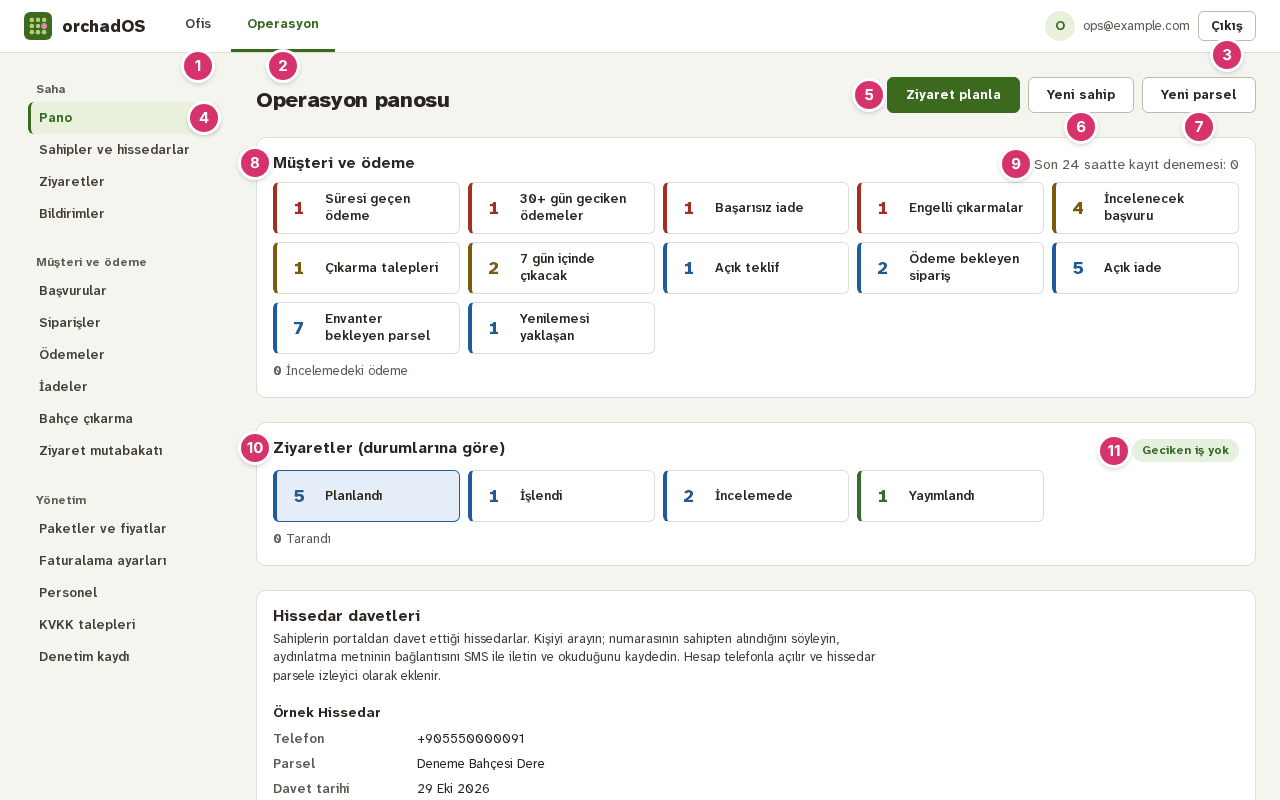 orchadOS
Ofis
Operasyon
O
ops@example.com
Çıkış
1
2
3
Saha
Pano
4
Sahipler ve hissedarlar
Ziyaretler
Bildirimler
Müşteri ve ödeme
Başvurular
Siparişler
Ödemeler
İadeler
Bahçe çıkarma
Ziyaret mutabakatı
Yönetim
Paketler ve fiyatlar
Faturalama ayarları
Personel
KVKK talepleri
Denetim kaydı
Operasyon panosu
5
Ziyaret planla
Yeni sahip
Yeni parsel
6
7
8
Müşteri ve ödeme
9
Son 24 saatte kayıt denemesi: 0
1
Süresi geçen
ödeme
1
30+ gün geciken
ödemeler
1
Başarısız iade
1
Engelli çıkarmalar
4
İncelenecek
başvuru
1
Çıkarma talepleri
2
7 gün içinde
çıkacak
1
Açık teklif
2
Ödeme bekleyen
sipariş
5
Açık iade
7
Envanter
bekleyen parsel
1
Yenilemesi
yaklaşan
0 İncelemedeki ödeme
10
Ziyaretler (durumlarına göre)
11
Geciken iş yok
5
Planlandı
1
İşlendi
2
İncelemede
1
Yayımlandı
0 Tarandı
Hissedar davetleri
Sahiplerin portaldan davet ettiği hissedarlar. Kişiyi arayın; numarasının sahipten alındığını söyleyin,
aydınlatma metninin bağlantısını SMS ile iletin ve okuduğunu kaydedin. Hesap telefonla açılır ve hissedar
parsele izleyici olarak eklenir.
Örnek Hissedar
Telefon
+905550000091
Parsel
Deneme Bahçesi Dere
Davet tarihi
29 Eki 2026